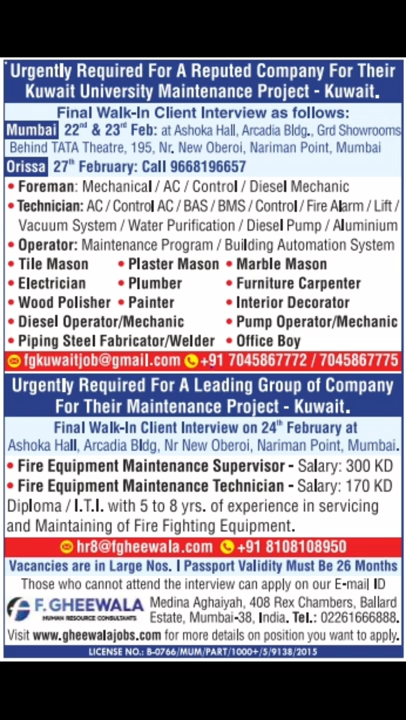 Urgently Required For A Reputed Company For Their
Kuwait University Maintenance Project - Kuwait.
Final Walk-In Client Interview as follows:
Mumbai 22nd & 23rd Feb: at Ashoka Hall, Arcadia Bldg., Grd Showrooms
Behind TATA Theatre, 195, Nr. New Oberoi, Nariman Point, Mumbai
Orissa 27th February: Call 9668196657
• Foreman: Mechanical / AC / Control / Diesel Mechanic
• Technician: AC / Control AC / BAS / BMS / Control / Fire Alarm / Lift /
Vacuum System / Water Purification / Diesel Pump / Aluminium
• Operator: Maintenance Program / Building Automation System
• Tile Mason • Plaster Mason • Marble Mason
• Electrician • Plumber • Furniture Carpenter
• Wood Polisher • Painter • Interior Decorator
• Diesel Operator/Mechanic • Pump Operator/Mechanic
• Piping Steel Fabricator/Welder • Office Boy
fgkuwaitjob@gmail.com +91 7045867772 / 7045867775
Urgently Required For A Leading Group of Company
For Their Maintenance Project - Kuwait.
Final Walk-In Client Interview on 24th February at
Ashoka Hall, Arcadia Bldg, Nr New Oberoi, Nariman Point, Mumbai.
• Fire Equipment Maintenance Supervisor - Salary: 300 KD
• Fire Equipment Maintenance Technician - Salary: 170 KD
Diploma / I.T.I. with 5 to 8 yrs. of experience in servicing
and Maintaining of Fire Fighting Equipment.
hr8@fgheewala.com +91 8108108950
Vacancies are in Large Nos. | Passport Validity Must Be 26 Months
Those who cannot attend the interview can apply on our E-mail ID
F. GHEEWALA
HUMAN RESOURCE CONSULTANTS
Medina Aghaiyah, 408 Rex Chambers, Ballard
Estate, Mumbai-38, India. Tel.: 02261666888.
Visit www.gheewalajobs.com for more details on position you want to apply.
LICENSE NO.: B-0766/MUM/PART/1000+/5/9138/2015